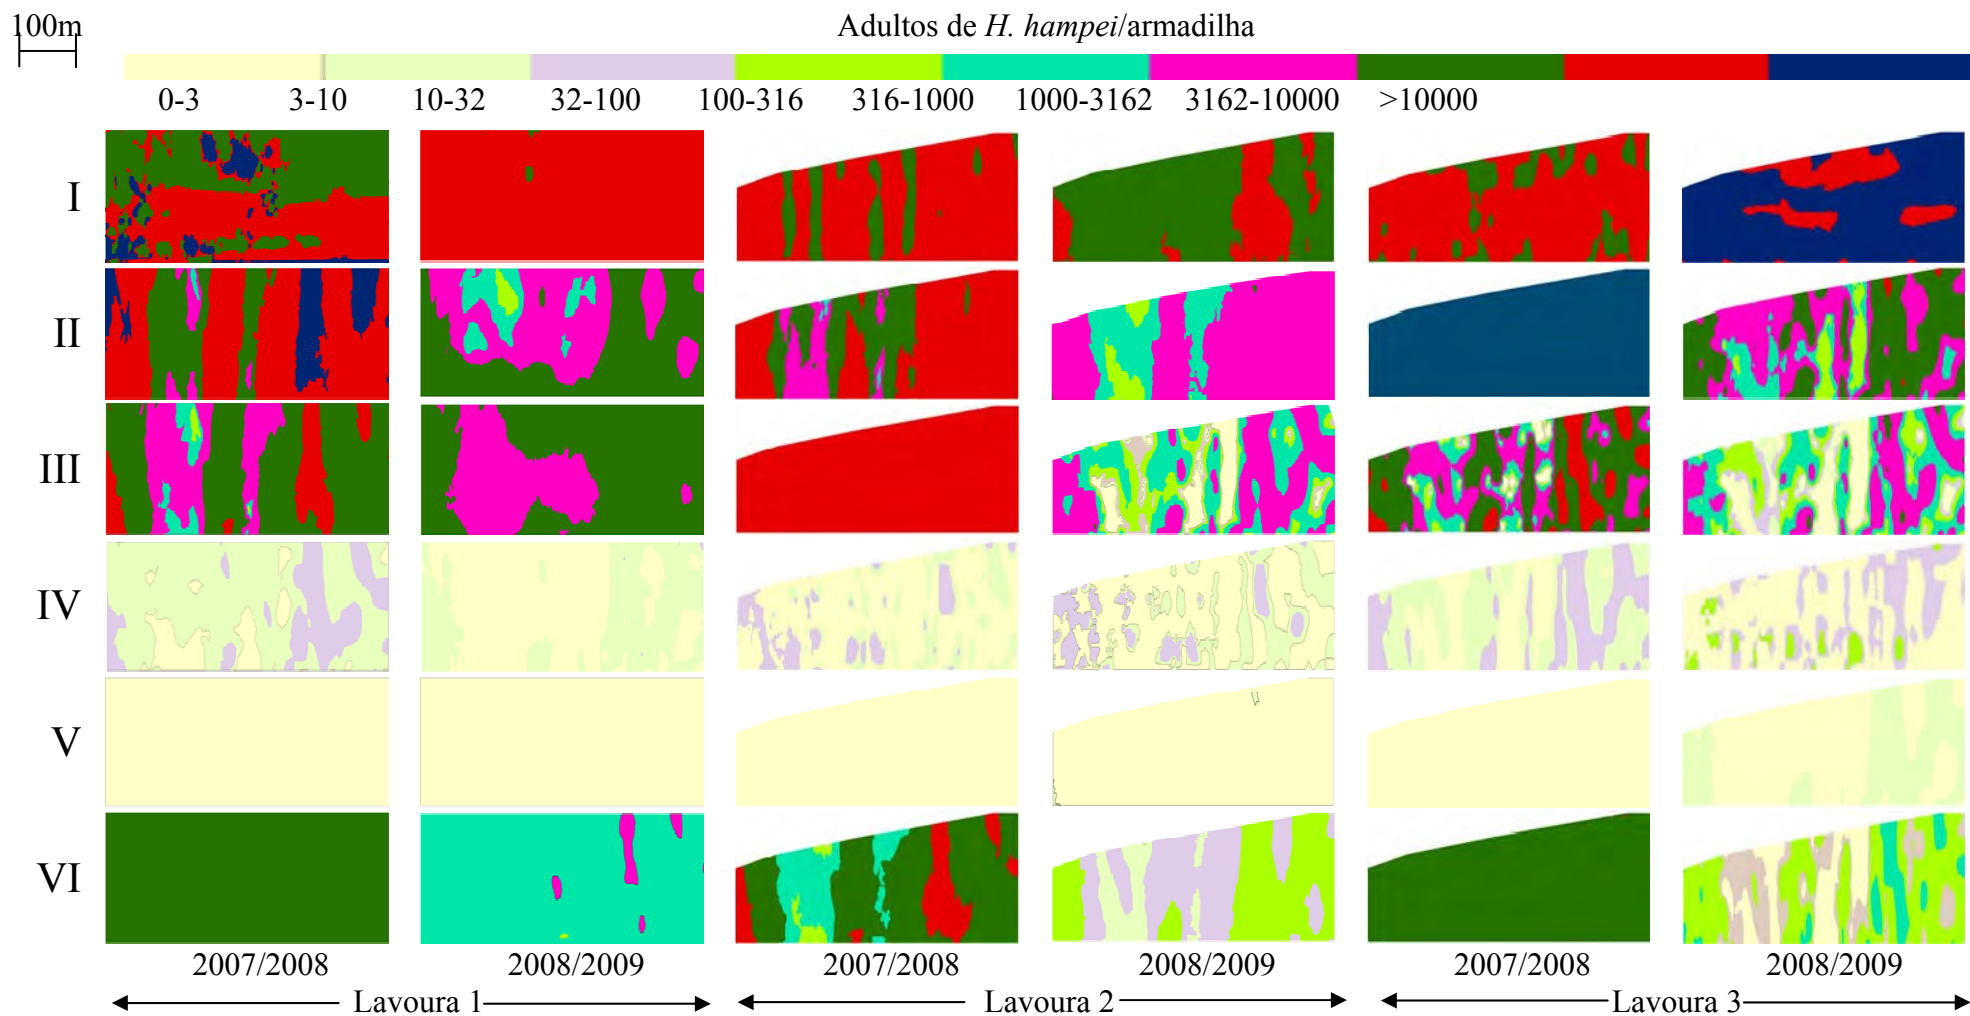 100m
Adultos de H. hampei/armadilha
0-3 3-10 10-32 32-100 100-316 316-1000 1000-3162 3162-10000 >10000
I
II
III
IV
V
VI
2007/2008 2008/2009 2007/2008 2008/2009 2007/2008 2008/2009
Lavoura 1 Lavoura 2 Lavoura 3